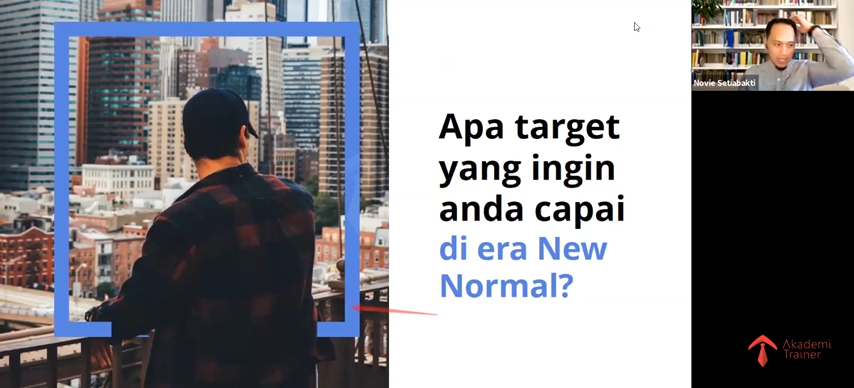 Apa target
yang ingin
anda capai
di era New
Normal?
Novie Setiabakti
Akademi
Trainer